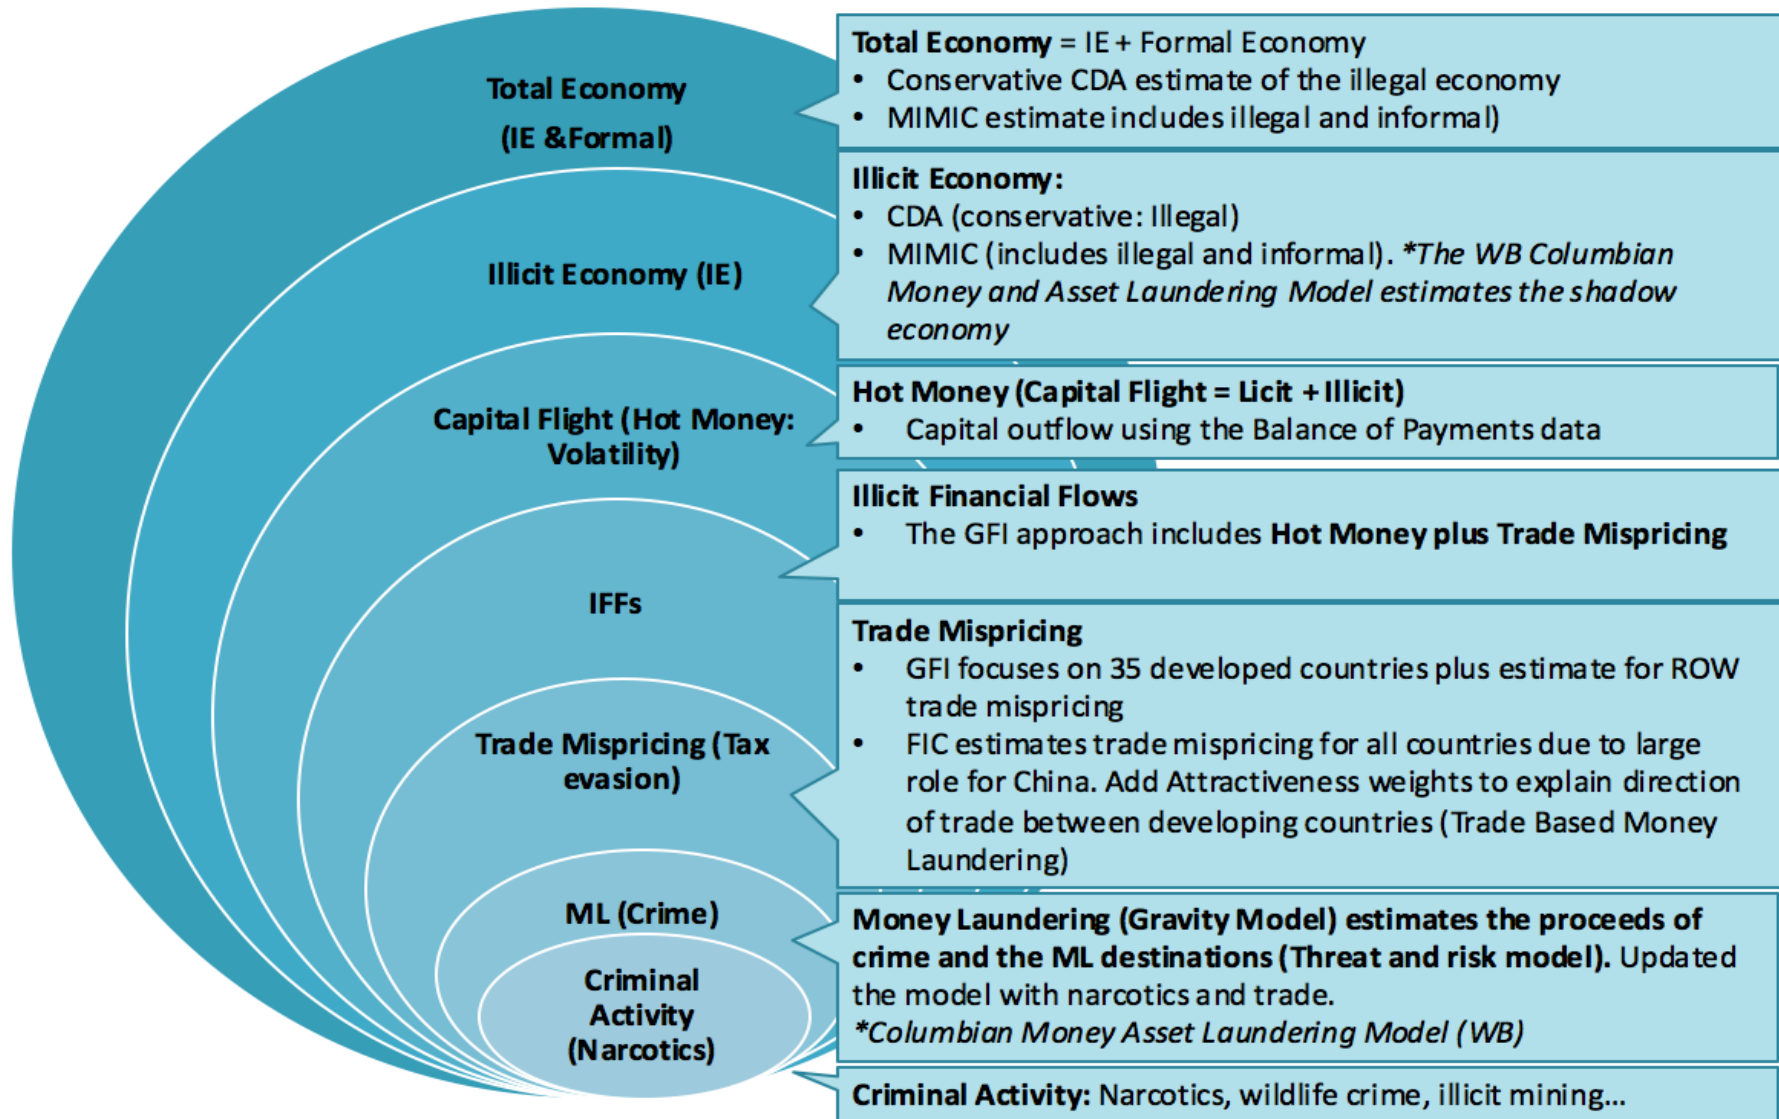 Total Economy
(IE &Formal)
Illicit Economy (IE)
Capital Flight (Hot Money:
Volatility)
IFFs
Trade Mispricing (Tax
evasion)
ML (Crime)
Criminal
Activity
(Narcotics)
Total Economy = IE + Formal Economy
• Conservative CDA estimate of the illegal economy
• MIMIC estimate includes illegal and informal)
Illicit Economy:
• CDA (conservative: Illegal)
• MIMIC (includes illegal and informal). *The WB Columbian
Money and Asset Laundering Model estimates the shadow
economy
Hot Money (Capital Flight = Licit + Illicit)
• Capital outflow using the Balance of Payments data
Illicit Financial Flows
• The GFI approach includes Hot Money plus Trade Mispricing
Trade Mispricing
• GFI focuses on 35 developed countries plus estimate for ROW
trade mispricing
• FIC estimates trade mispricing for all countries due to large
role for China. Add Attractiveness weights to explain direction
of trade between developing countries (Trade Based Money
Laundering)
Money Laundering (Gravity Model) estimates the proceeds of
crime and the ML destinations (Threat and risk model). Updated
the model with narcotics and trade.
*Columbian Money Asset Laundering Model (WB)
Criminal Activity: Narcotics, wildlife crime, illicit mining...